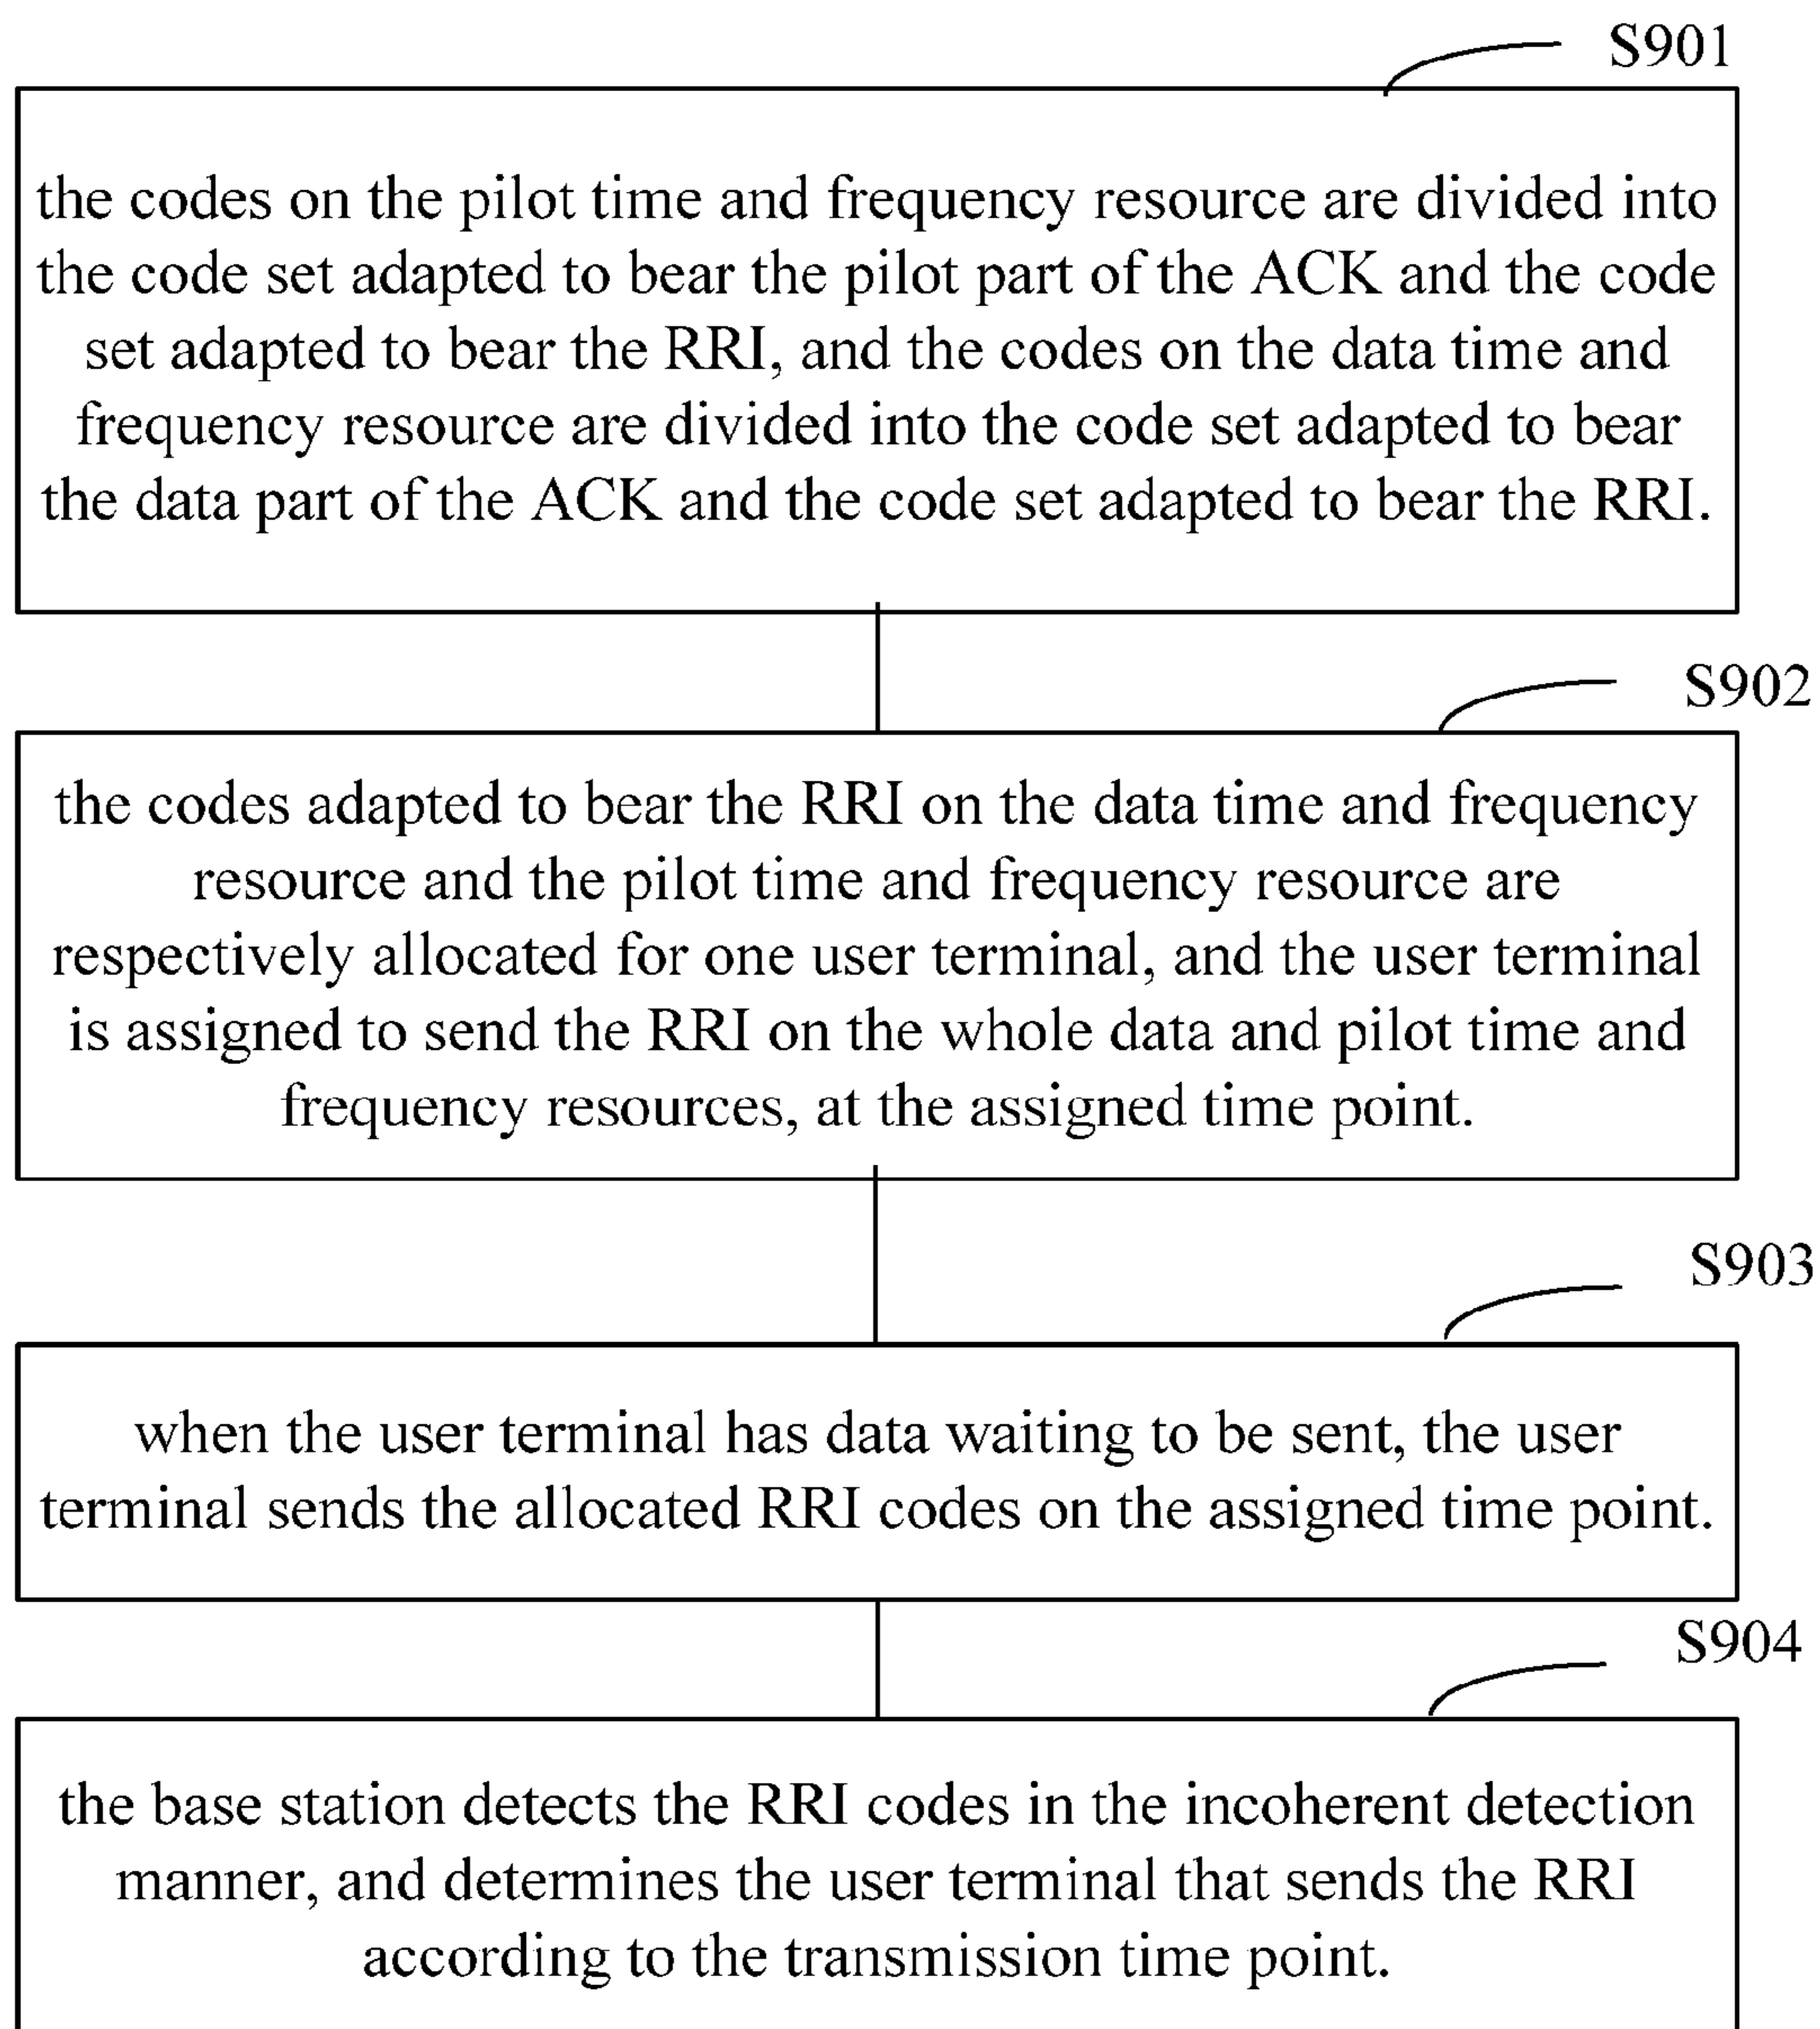 S901
the codes on the pilot time and frequency resource are divided into
the code set adapted to bear the pilot part of the ACK and the code
set adapted to bear the RRI, and the codes on the data time and
frequency resource are divided into the code set adapted to bear
the data part of the ACK and the code set adapted to bear the RRI.
S902
the codes adapted to bear the RRI on the data time and frequency
resource and the pilot time and frequency resource are
respectively allocated for one user terminal, and the user terminal
is assigned to send the RRI on the whole data and pilot time and
frequency resources, at the assigned time point.
S903
when the user terminal has data waiting to be sent, the user
terminal sends the allocated RRI codes on the assigned time point.
S904
the base station detects the RRI codes in the incoherent detection
manner, and determines the user terminal that sends the RRI
according to the transmission time point.